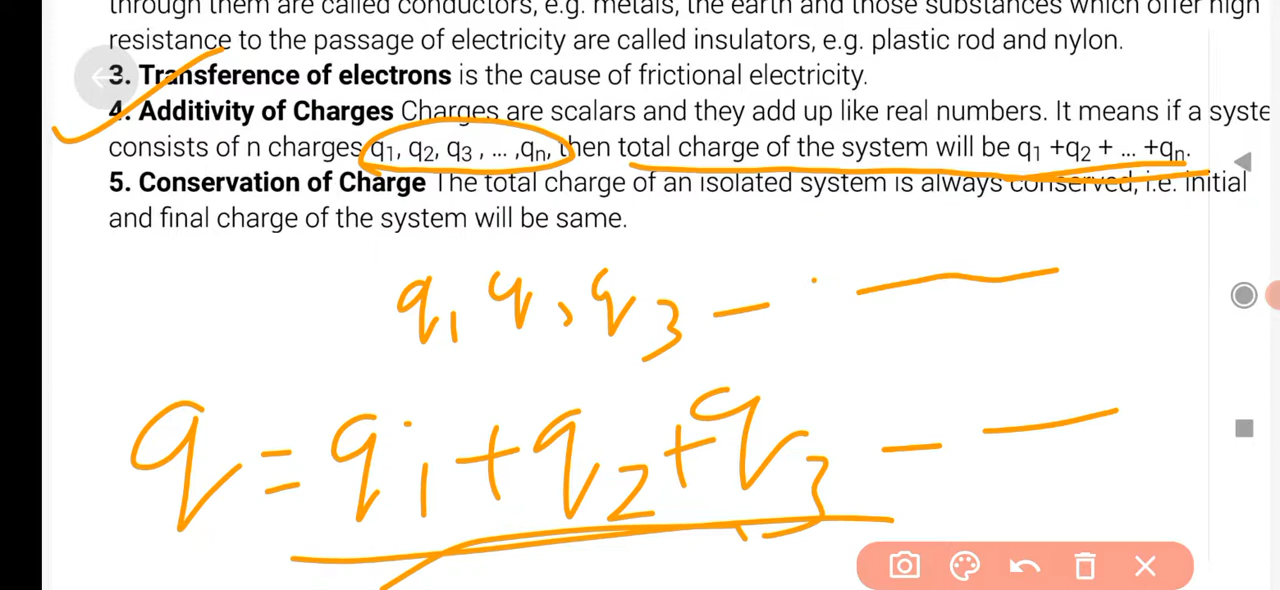 through them are called conductors, e.g. metals, the earth and those substances which offer high
resistance to the passage of electricity are called insulators, e.g. plastic rod and nylon.
3. Transference of electrons is the cause of frictional electricity.
4. Additivity of Charges Charges are scalars and they add up like real numbers. It means if a syste
consists of n charges q₁, q₂, q₃ , ... ,qₙ, then total charge of the system will be q₁ +q₂ + ... +qₙ.
5. Conservation of Charge The total charge of an isolated system is always conserved, i.e. initial
and final charge of the system will be same.
q₁ q, q₃ –
q = q₁ + q₂ + q₃ – –